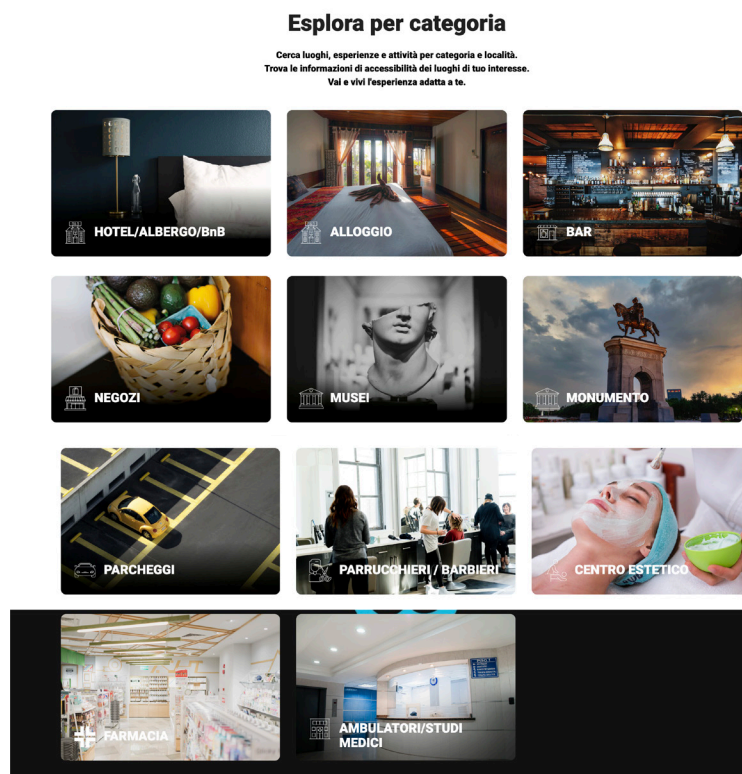 Esplora per categoria
Cerca luoghi, esperienze e attività per categoria e località.
Trova le informazioni di accessibilità dei luoghi di tuo interesse.
Vai e vivi l'esperienza adatta a te.
HOTEL/ALBERGO/BnB
ALLOGGIO
BAR
NEGOZI
MUSEI
MONUMENTO
PARCHEGGI
PARRUCCHIERI / BARBIERI
CENTRO ESTETICO
FARMACIA
AMBULATORI/STUDI
MEDICI